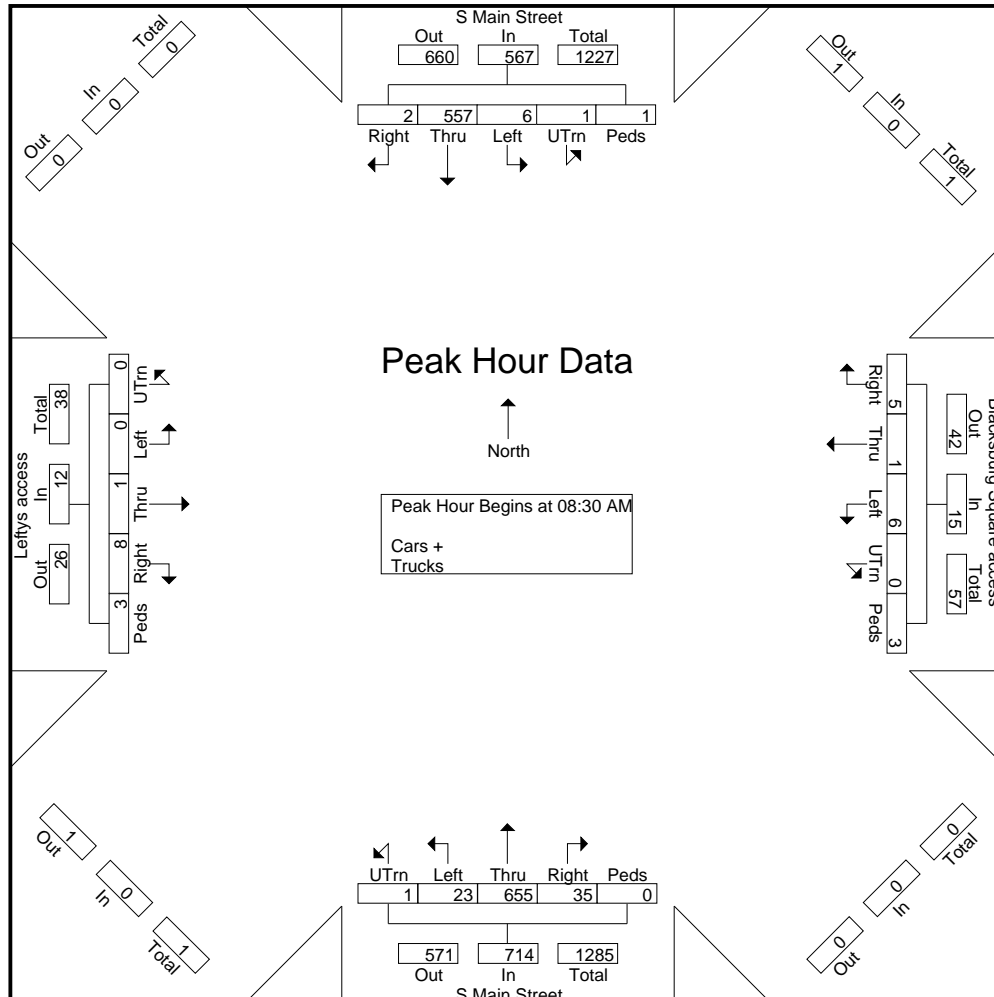 S Main Street
Out In Total
660 567 1227
2 557 6 1 1
Right Thru Left UTrn Peds
Out In Total
0 0 0
Out In Total
1 0 1
Peak Hour Data
North
Peak Hour Begins at 08:30 AM
Cars +
Trucks
Leftys access
Out In Total
26 12 38
3 8 1 0 0
Peds Right Thru Left UTrn
Blacksburg Square access
Out In Total
42 15 57
5 1 6 0 3
Right Thru Left UTrn Peds
1 0 1
Out In Total
0 0 0
Out In Total
UTrn Left Thru Right Peds
1 23 655 35 0
571 714 1285
Out In Total
S Main Street